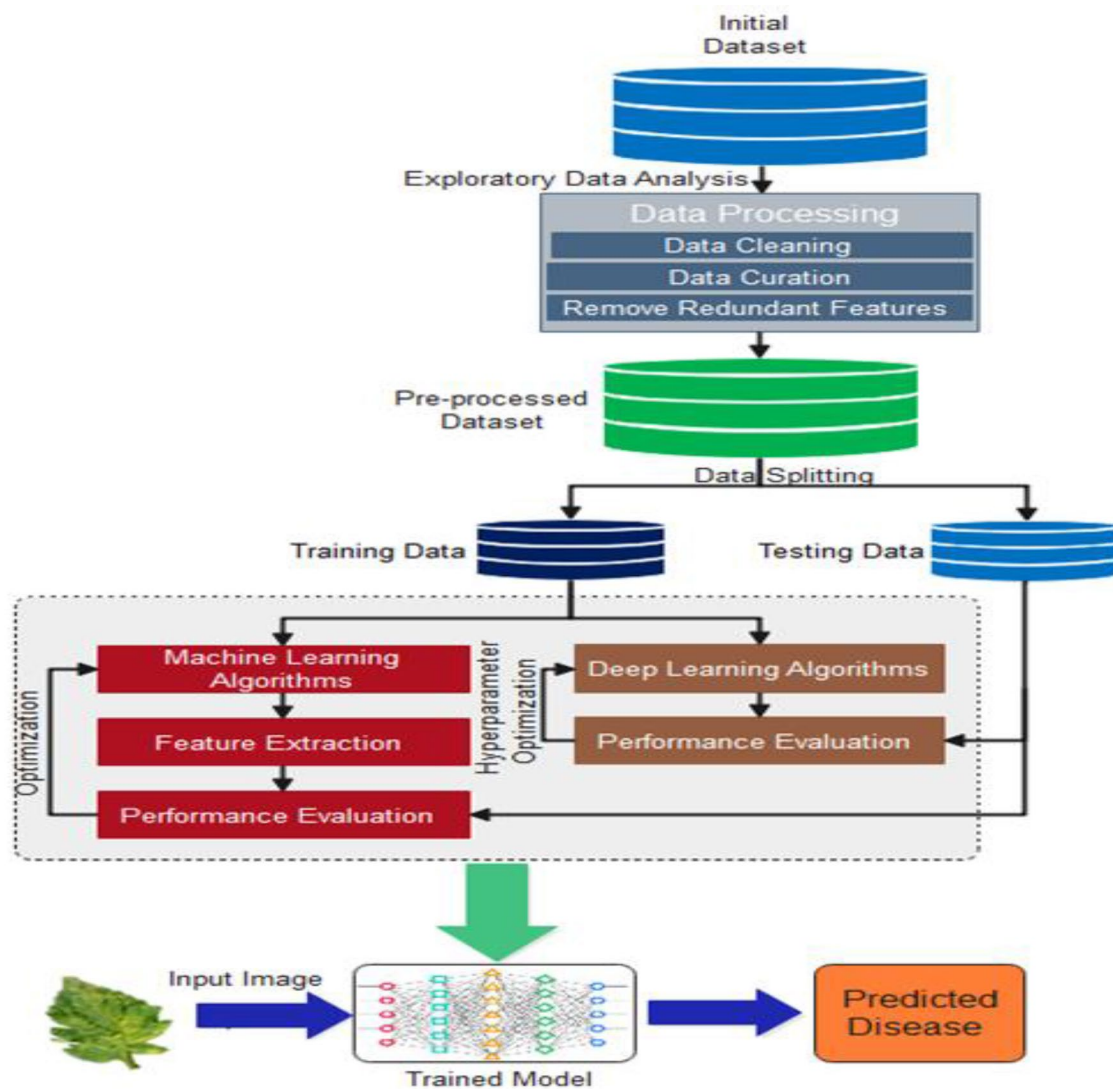 Initial
Dataset
Exploratory Data Analysis
Data Processing
Data Cleaning
Data Curation
Remove Redundant Features
Pre-processed
Dataset
Data Splitting
Training Data
Testing Data
Machine Learning
Algorithms
Feature Extraction
Performance Evaluation
Optimization
Deep Learning Algorithms
Performance Evaluation
Hyperparameter
Optimization
Input Image
Trained Model
Predicted
Disease